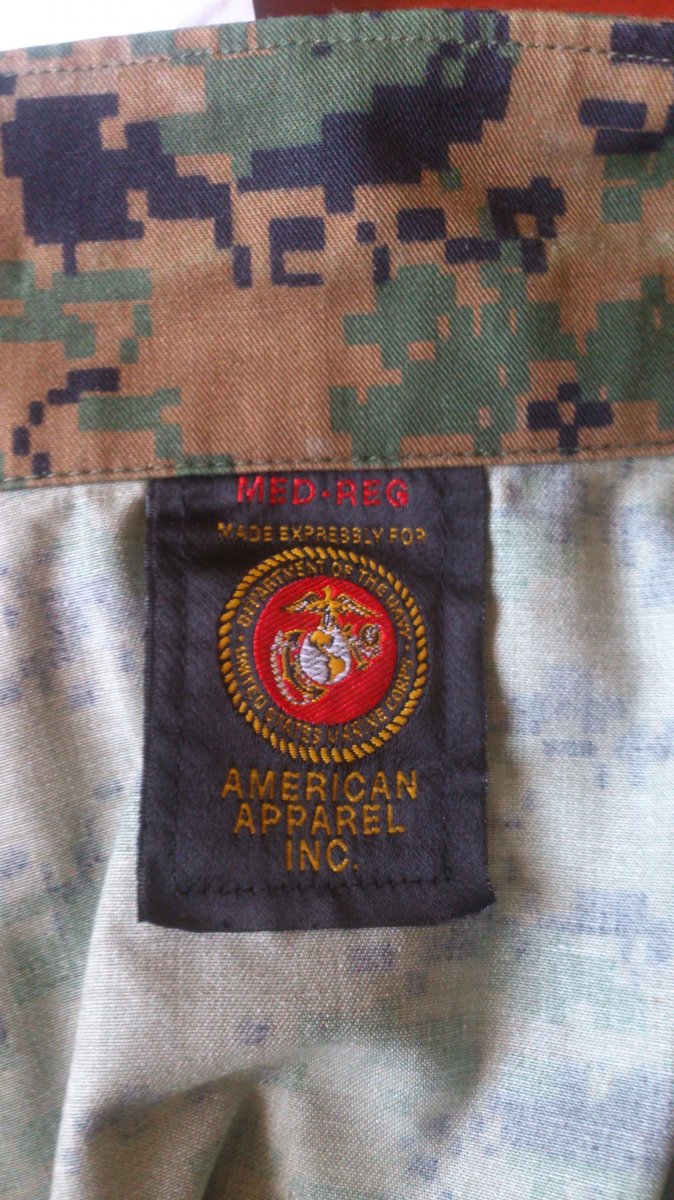 MED·REG
MADE EXPRESSLY FOR
DEPARTMENT OF THE NAVY
UNITED STATES MARINE CORPS
AMERICAN
APPAREL
INC.